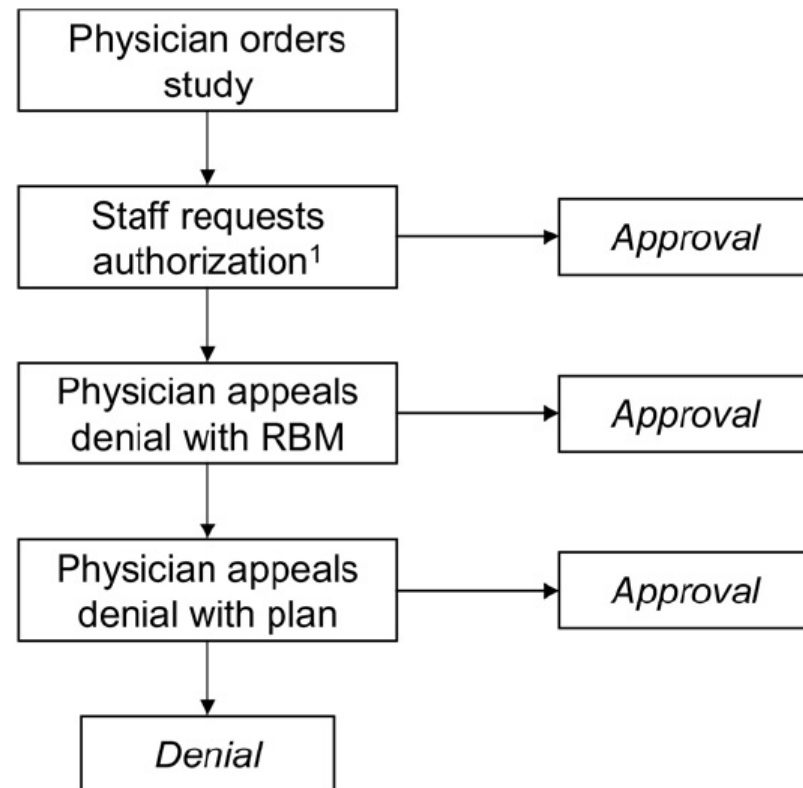 Physician orders
study
Staff requests
authorization¹
Approval
Physician appeals
denial with RBM
Approval
Physician appeals
denial with plan
Approval
Denial